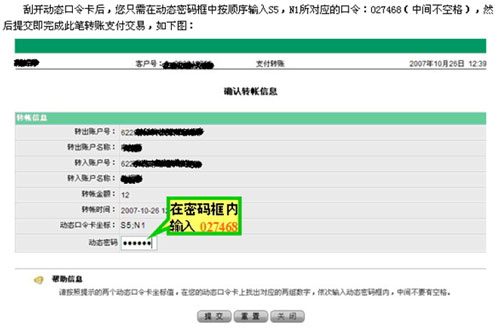 刮开动态口令卡后，您只需在动态密码框中按顺序输入S5，N1所对应的口令：027468（中间不空格），然
后提交即完成此笔转账支付交易，如下图：
客户号： 支付转账 2007年10月26日 12:39
确认转帐信息
转帐信息
转出账户号： 622
转出账户名称：
转入账户号： 622
转入账户名称：
转帐金额： 12
转帐时间： 2007-10-26 1
动态口令卡坐标： S5;N1
动态密码 ••••••
在密码框内
输入 027468
帮助信息
请按照提示的两个动态口令卡坐标值，在您的动态口令卡上找出对应的两组数字，依次输入动态密码框内，中间不要有空格。
提交 重置 关闭